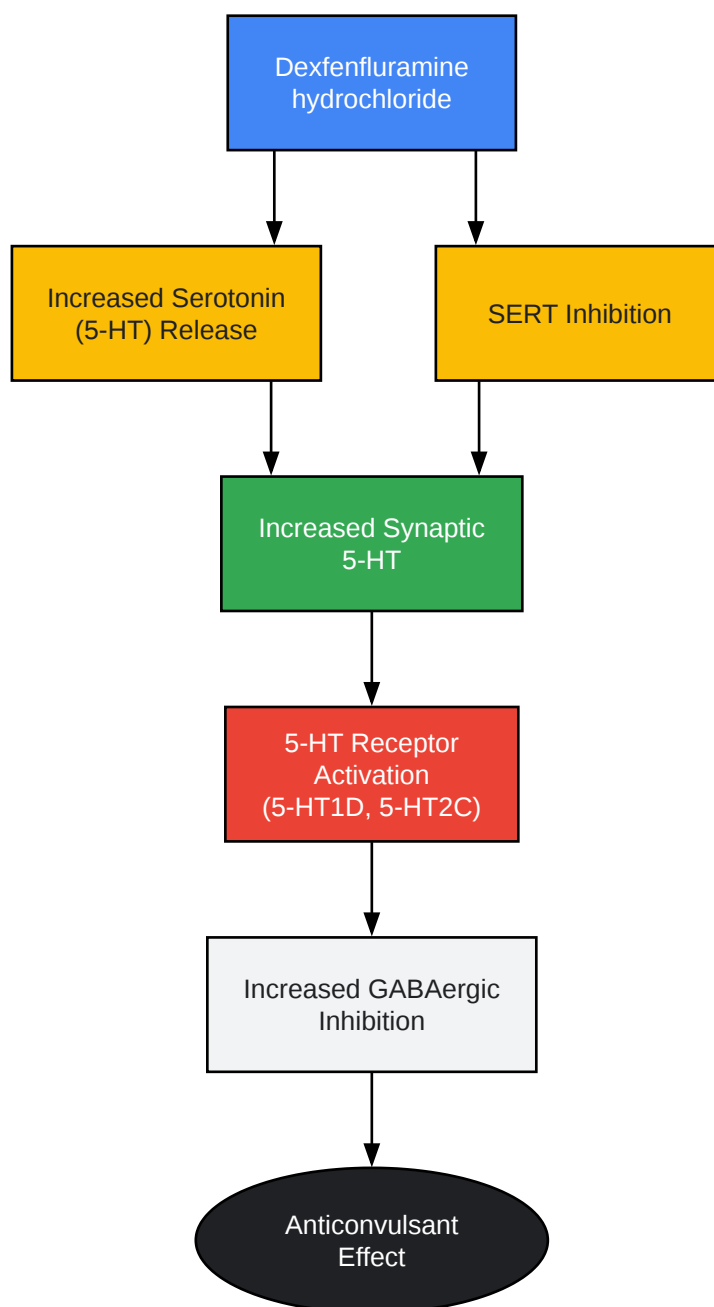 Dexfenfluramine
hydrochloride
Increased Serotonin
(5-HT) Release
SERT Inhibition
Increased Synaptic
5-HT
5-HT Receptor
Activation
(5-HT1D, 5-HT2C)
Increased GABAergic
Inhibition
Anticonvulsant
Effect